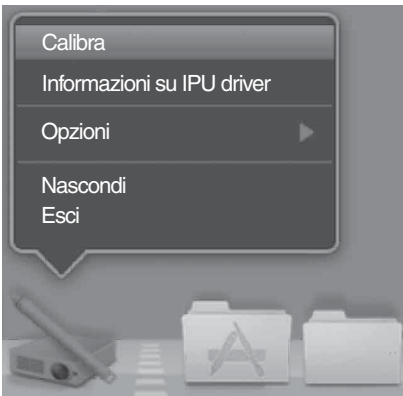 Calibra
Informazioni su IPU driver
Opzioni
Nascondi
Esci